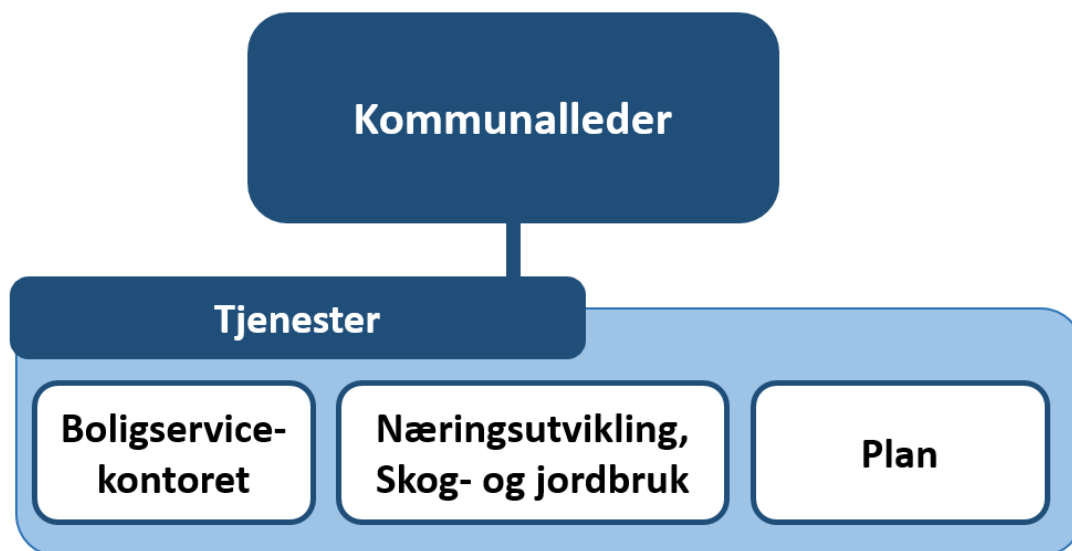 Kommunalleder
Tjenester
Boligservice-
kontoret
Næringsutvikling,
Skog- og jordbruk
Plan